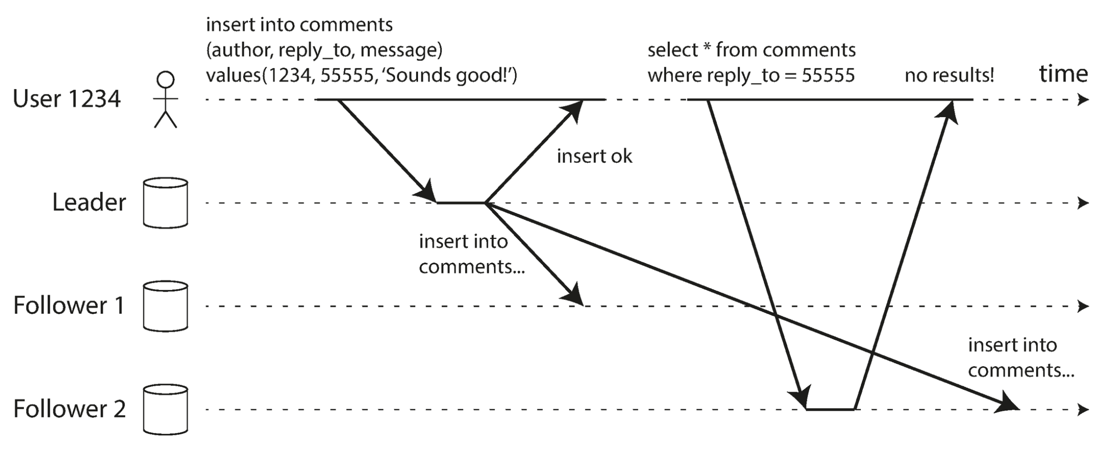 insert into comments
(author, reply_to, message)
values(1234, 55555, ‘Sounds good!’)
select * from comments
where reply_to = 55555
no results!
time
User 1234
insert ok
Leader
insert into
comments...
Follower 1
insert into
comments...
Follower 2